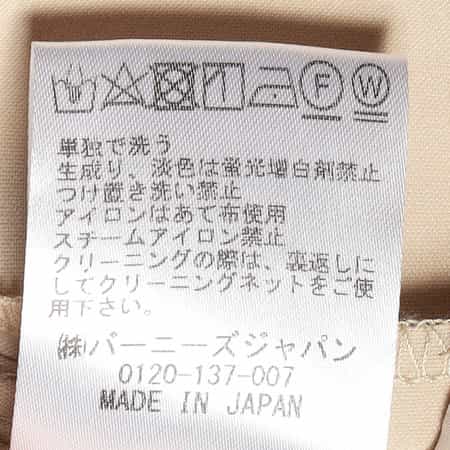 F W
単独で洗う
生成り、淡色は蛍光増白剤禁止
つけ置き洗い禁止
アイロンはあて布使用
スチームアイロン禁止
クリーニングの際は、裏返しに
してクリーニングネットをご使
用下さい。
㈱バーニーズジャパン
0120-137-007
MADE IN JAPAN